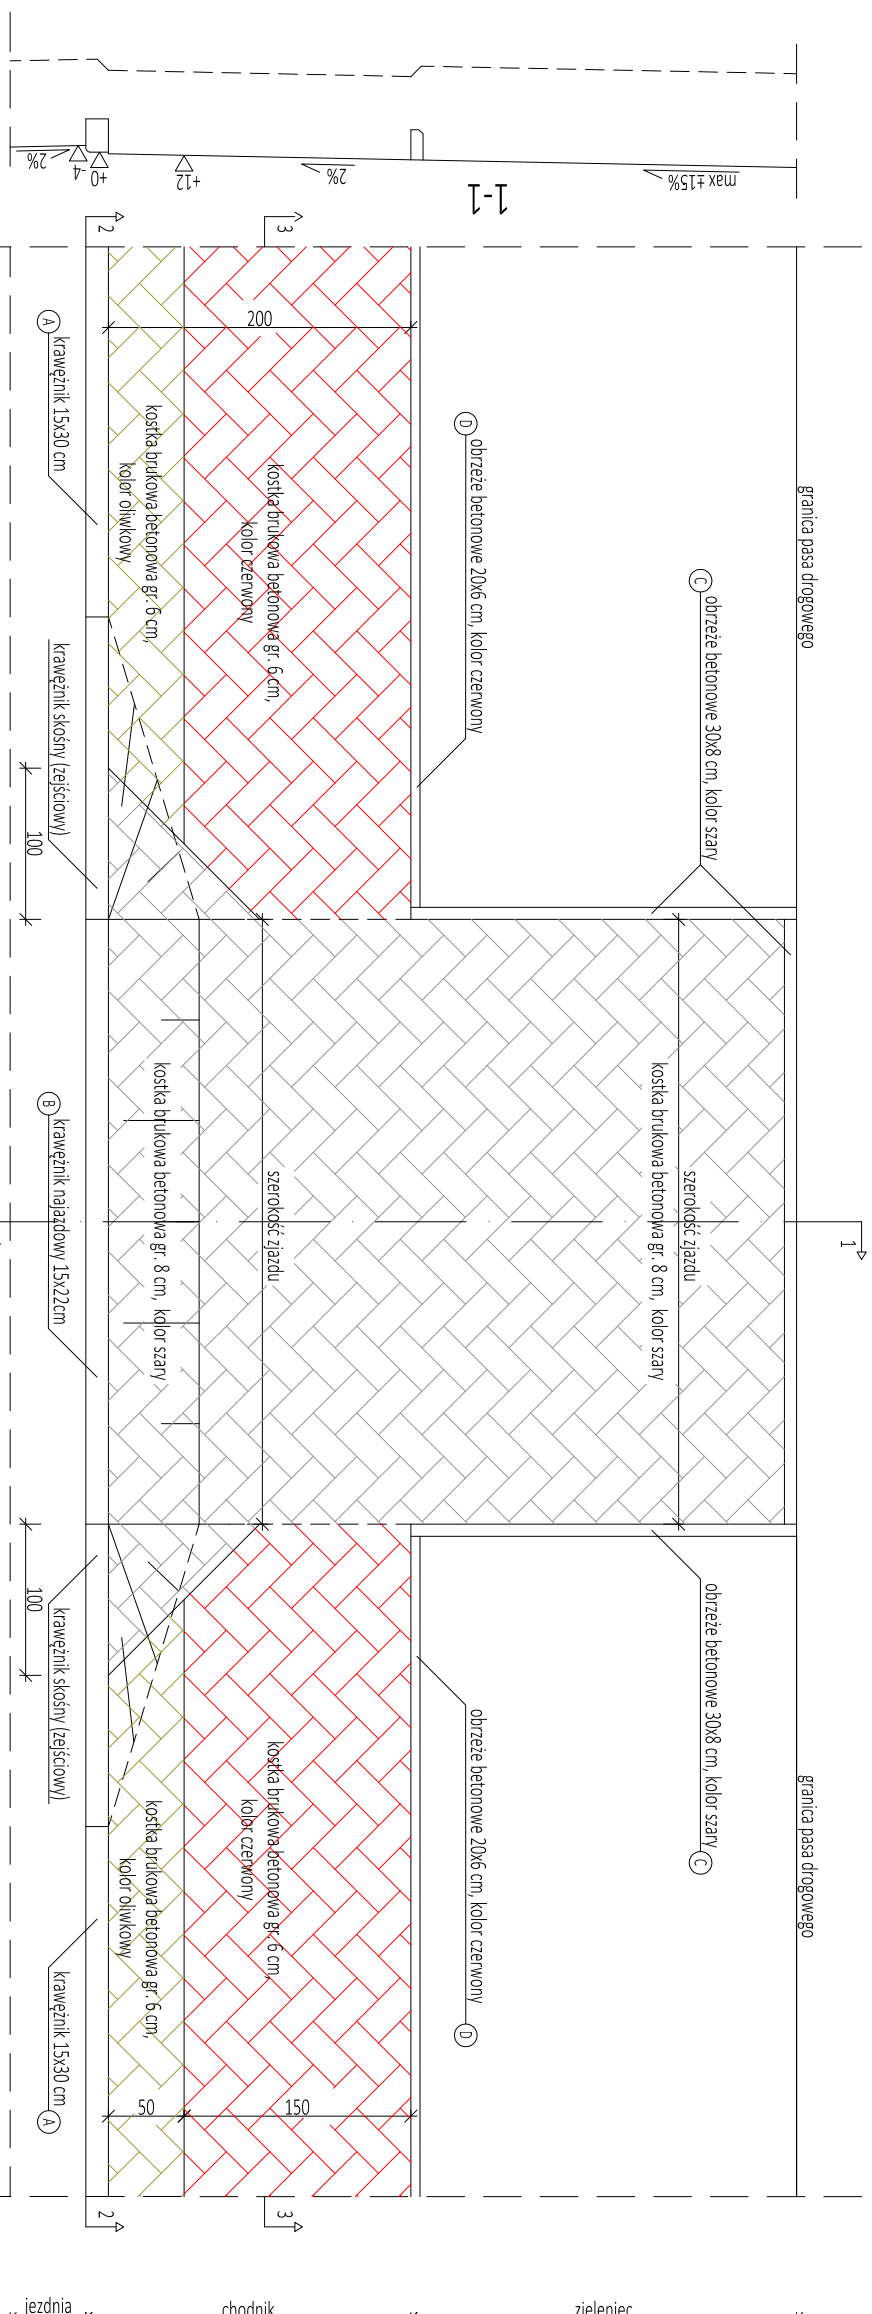 2%
-4
+0
+12
2%
max ±15%
1-1
2
3
200
A
krawężnik 15x30 cm
kostka brukowa betonowa gr. 6 cm,
kolor oliwkowy
kostka brukowa betonowa gr. 6 cm,
kolor czerwony
D
obrzeże betonowe 20x6 cm, kolor czerwony
C
obrzeże betonowe 30x8 cm, kolor szary
granica pasa drogowego
krawężnik skośny (zejściowy)
100
B
krawężnik najazdowy 15x22cm
kostka brukowa betonowa gr. 8 cm, kolor szary
szerokość zjazdu
kostka brukowa betonowa gr. 8 cm, kolor szary
szerokość zjazdu
1
100
krawężnik skośny (zejściowy)
obrzeże betonowe 30x8 cm, kolor szary
C
obrzeże betonowe 20x6 cm, kolor czerwony
D
granica pasa drogowego
kostka brukowa betonowa gr. 6 cm,
kolor czerwony
kostka brukowa betonowa gr. 6 cm,
kolor oliwkowy
krawężnik 15x30 cm
A
50
150
2
3
jezdnia
chodnik
zieleniec